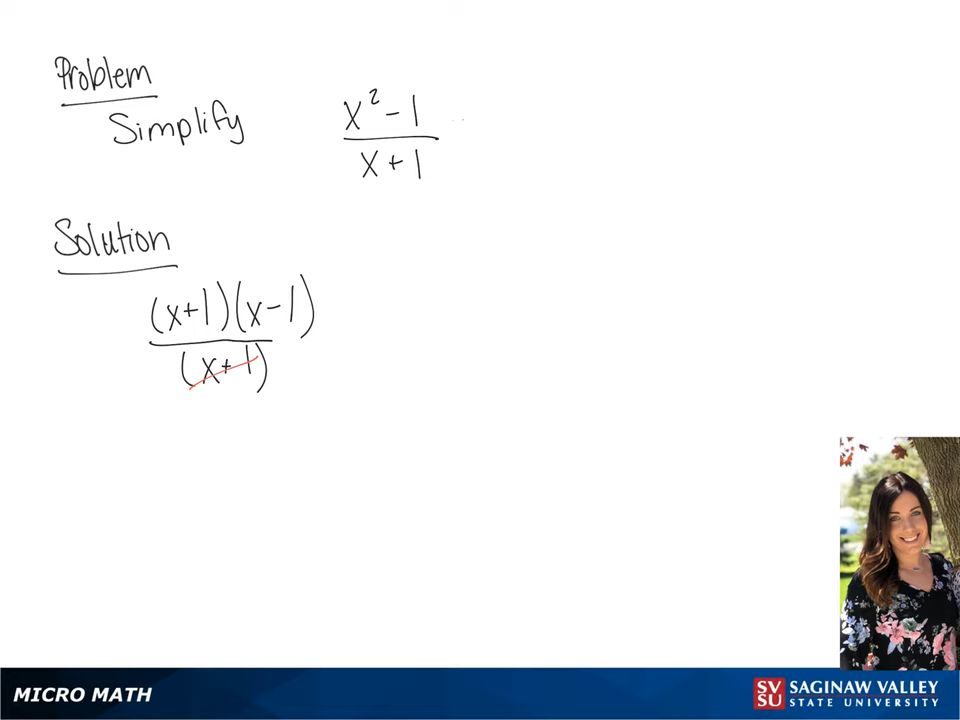 Problem
Simplify x² - 1
x + 1
Solution
(x+1)(x-1)
(x+1)
MICRO MATH
SV
SU
SAGINAW VALLEY
STATE UNIVERSITY